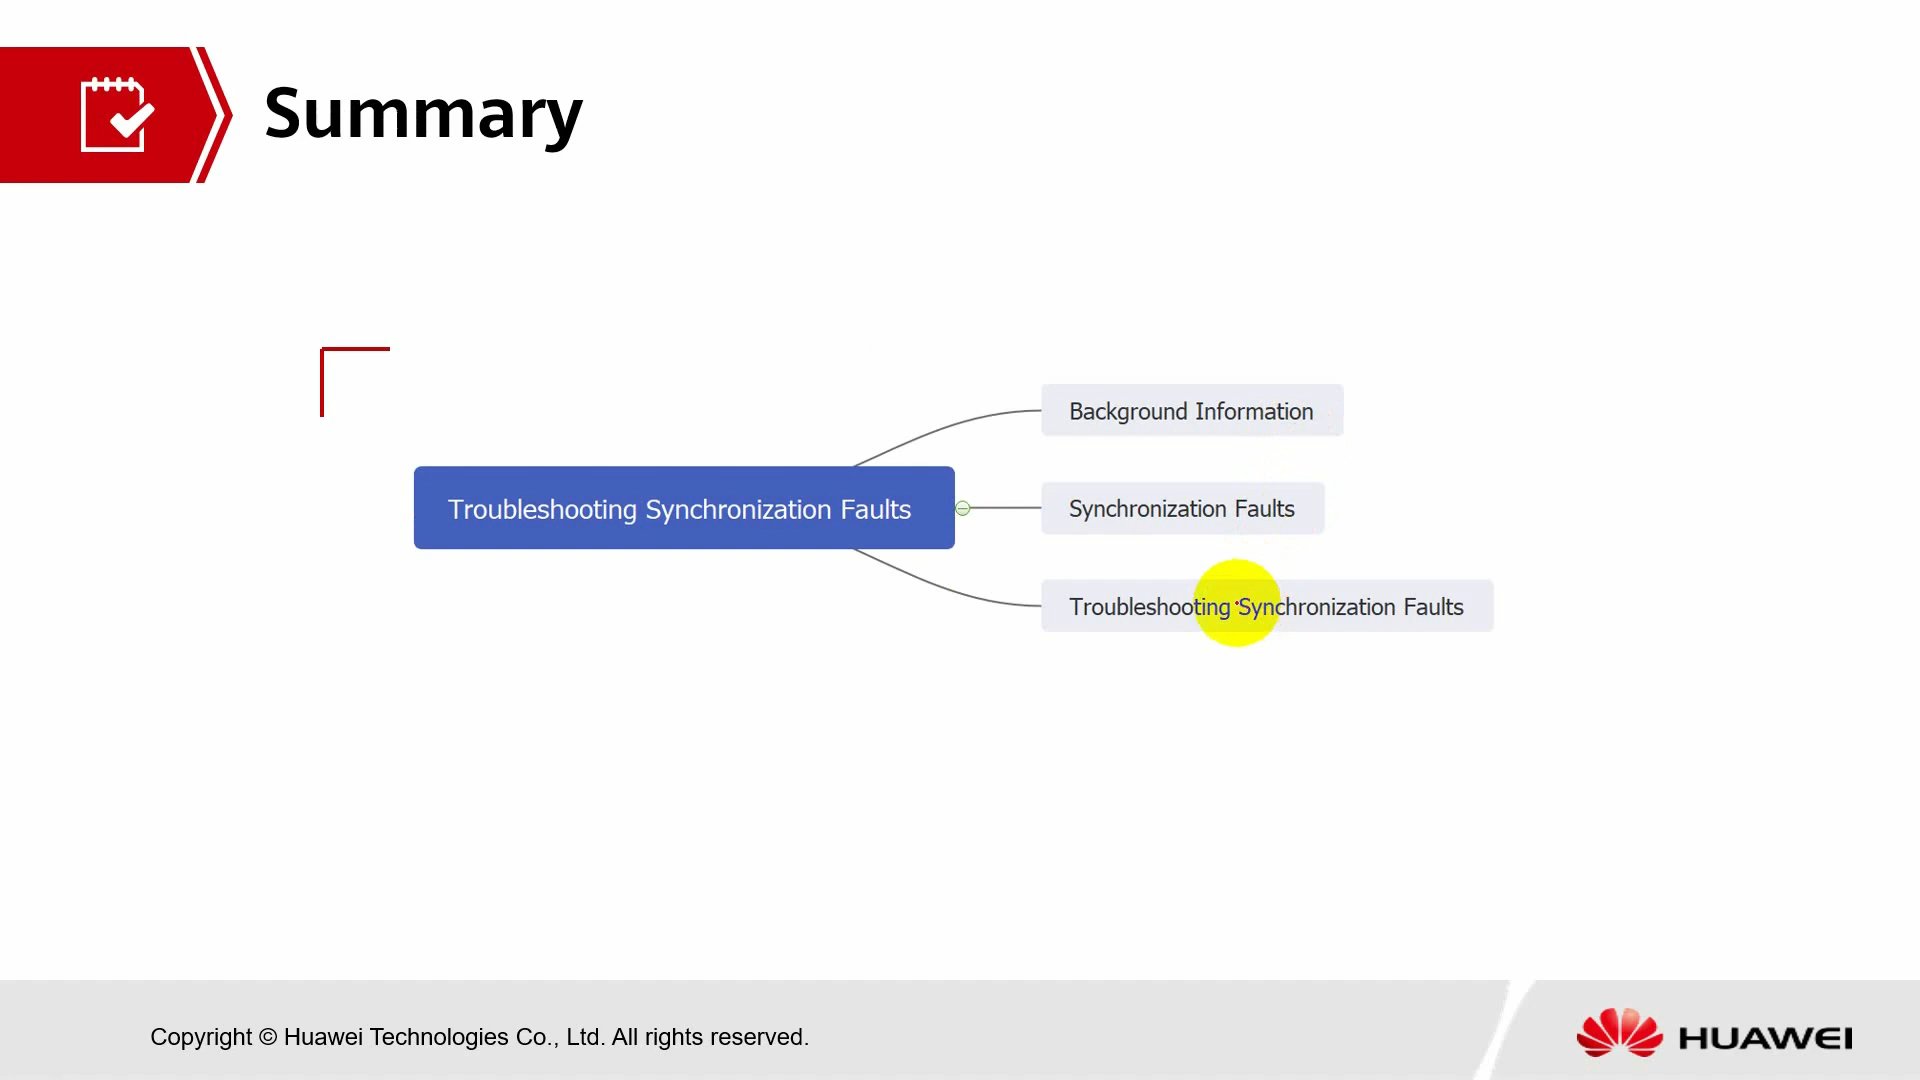 Summary
Background Information
Troubleshooting Synchronization Faults
Synchronization Faults
Troubleshooting Synchronization Faults
Copyright © Huawei Technologies Co., Ltd. All rights reserved.
HUAWEI